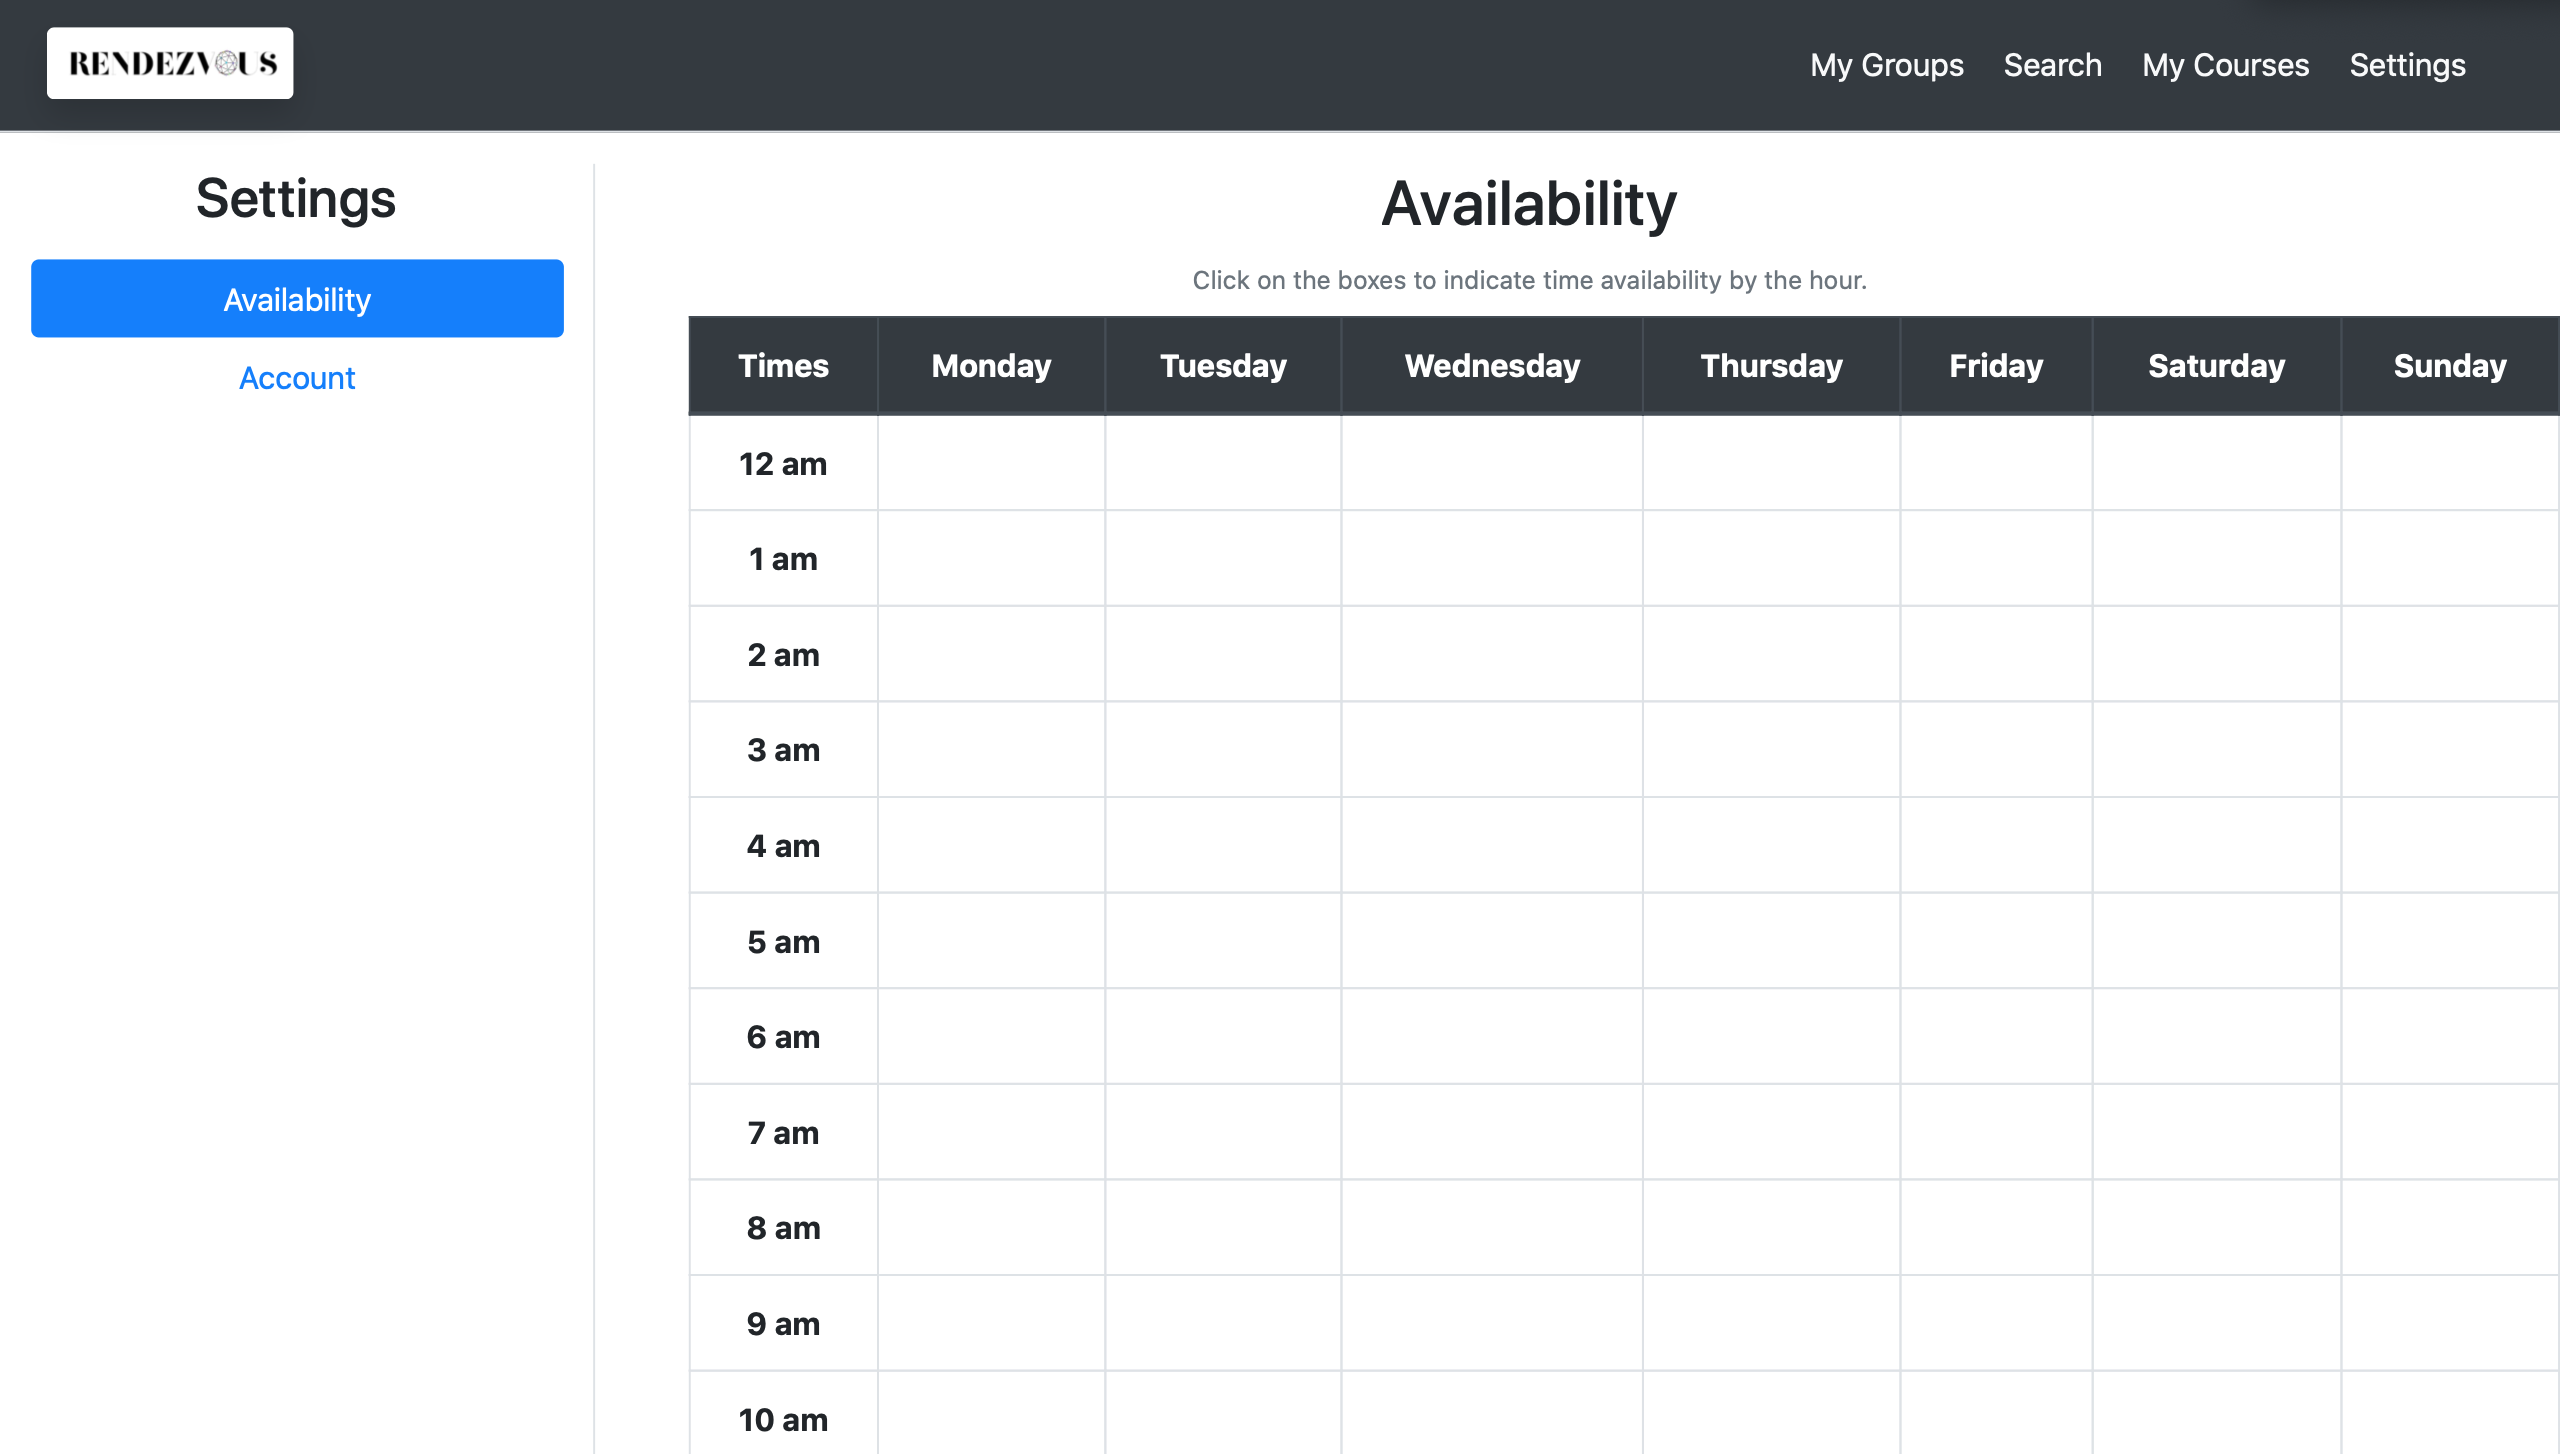 RENDEZVOUS
My Groups Search My Courses Settings
Settings
Availability
Account
Availability
Click on the boxes to indicate time availability by the hour.
Times Monday Tuesday Wednesday Thursday Friday Saturday Sunday
12 am
1 am
2 am
3 am
4 am
5 am
6 am
7 am
8 am
9 am
10 am